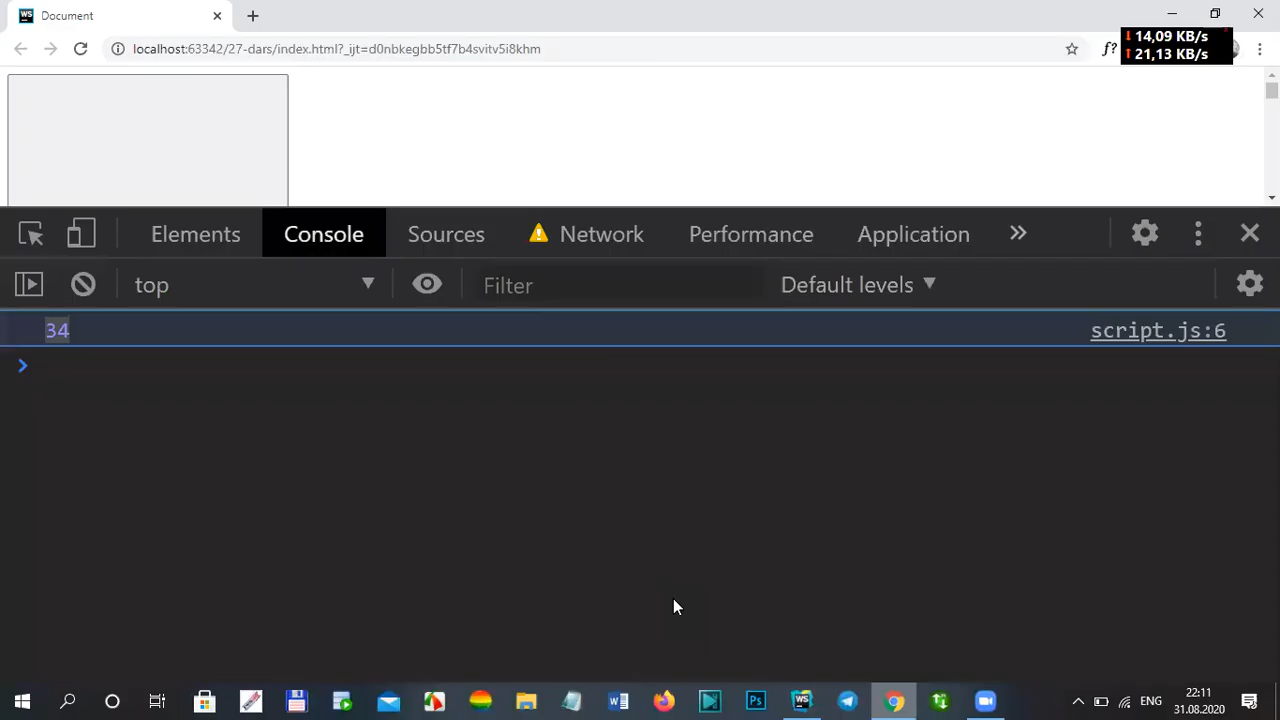 Document
localhost:63342/27-dars/index.html?_ijt=d0nbkegbb5tf7b4svitv5i8khm
f?
14,09 KB/s
21,13 KB/s
Elements
Console
Sources
Network
Performance
Application
top
Filter
Default levels
34
script.js:6
ENG
22:11
31.08.2020